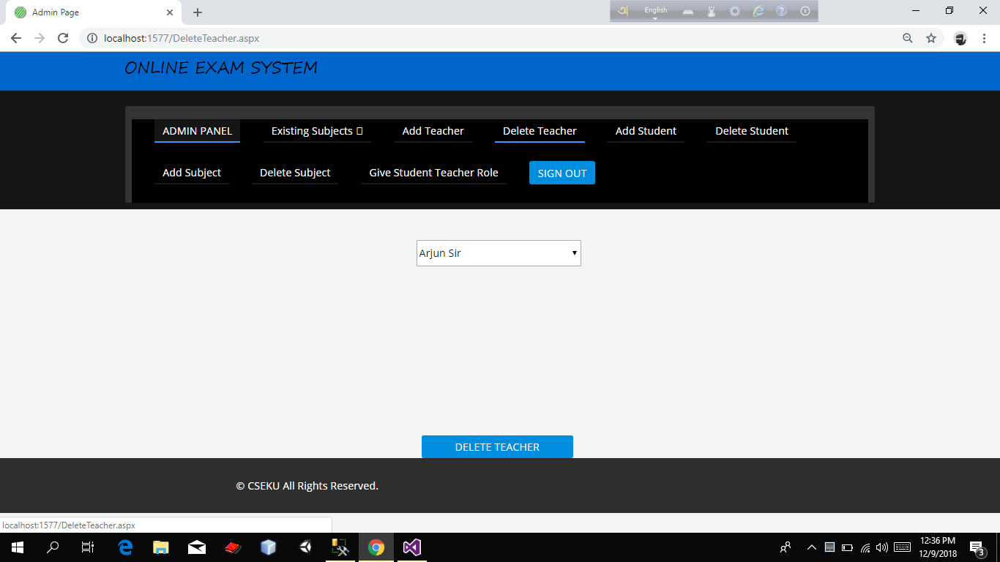 Admin Page
English
localhost:1577/DeleteTeacher.aspx
ONLINE EXAM SYSTEM
ADMIN PANEL Existing Subjects Add Teacher Delete Teacher Add Student Delete Student
Add Subject Delete Subject Give Student Teacher Role SIGN OUT
Arjun Sir
DELETE TEACHER
© CSEKU All Rights Reserved.
localhost:1577/DeleteTeacher.aspx
12:36 PM
12/9/2018
3